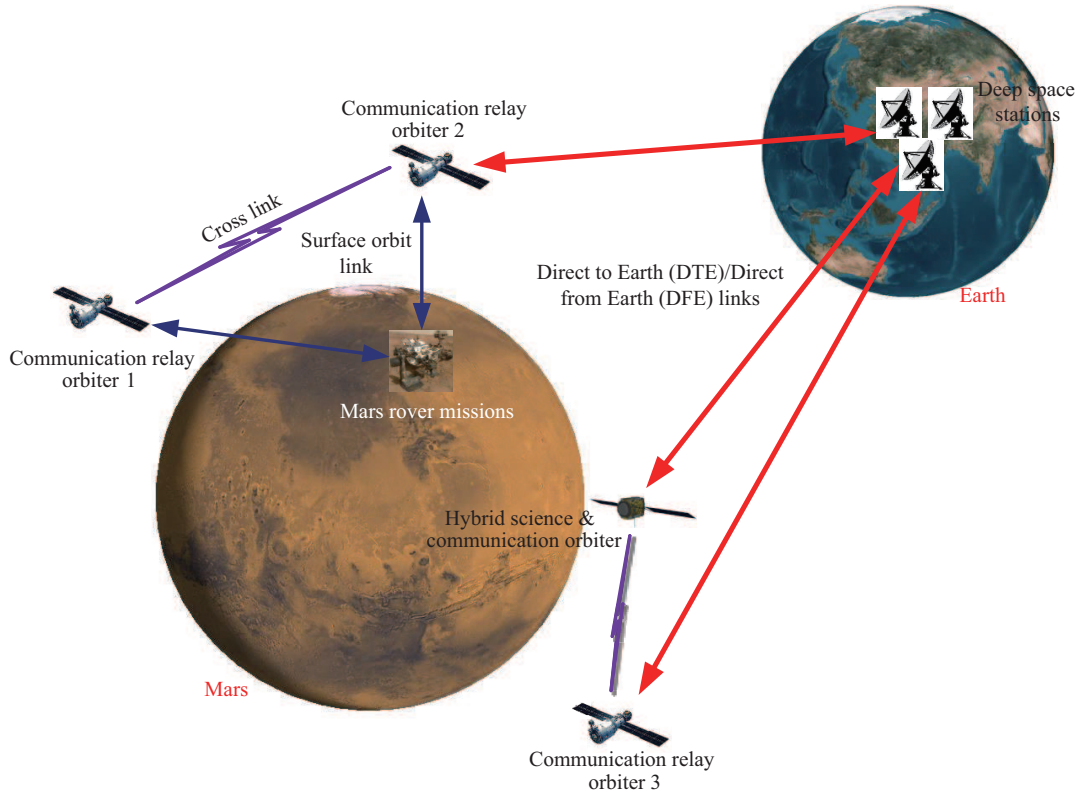 Communication relay
orbiter 2
Deep space
stations
Cross link
Surface orbit
link
Direct to Earth (DTE)/Direct
from Earth (DFE) links
Earth
Communication relay
orbiter 1
Mars rover missions
Hybrid science &
communication orbiter
Mars
Communication relay
orbiter 3